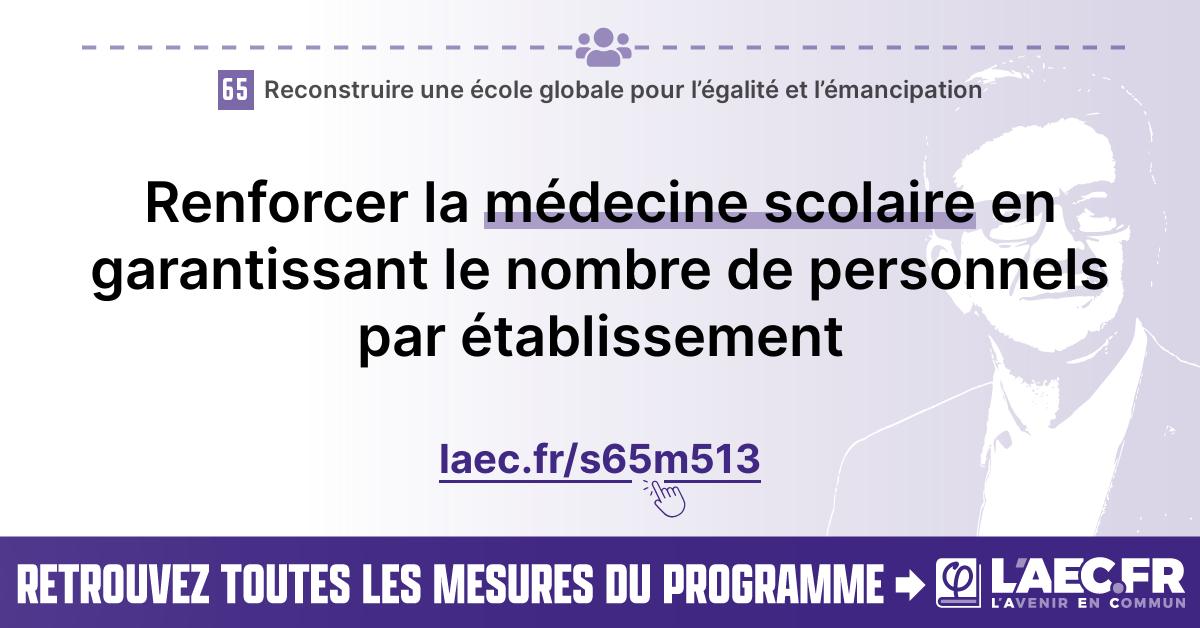 65 Reconstruire une école globale pour l’égalité et l’émancipation
Renforcer la médecine scolaire en
garantissant le nombre de personnels
par établissement
laec.fr/s65m513
RETROUVEZ TOUTES LES MESURES DU PROGRAMME
φ L'AEC.FR
L'AVENIR EN COMMUN